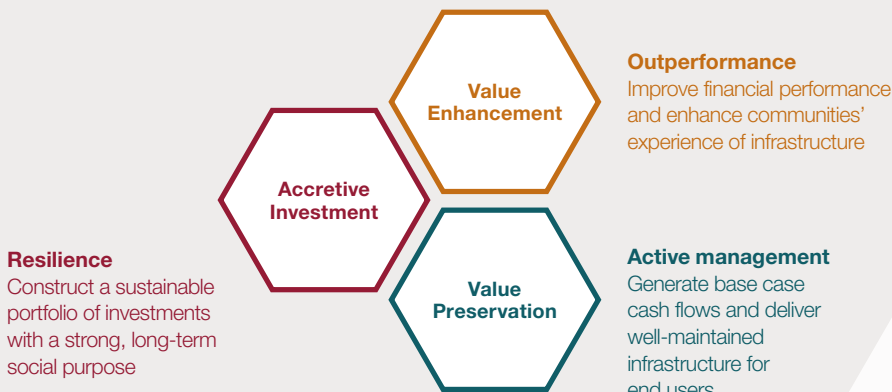 Value
Enhancement
Outperformance
Improve financial performance
and enhance communities’
experience of infrastructure
Accretive
Investment
Resilience
Construct a sustainable
portfolio of investments
with a strong, long-term
social purpose
Value
Preservation
Active management
Generate base case
cash flows and deliver
well-maintained
infrastructure for
end users